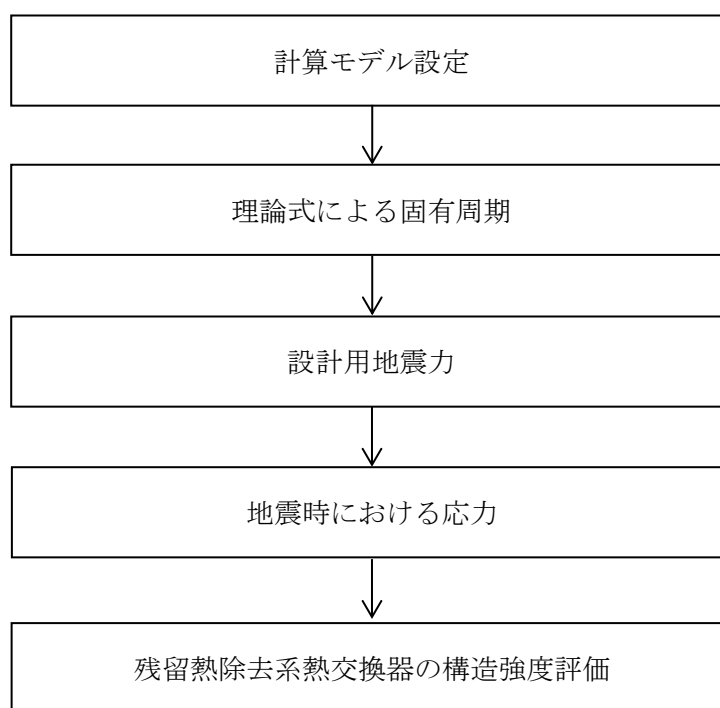 計算モデル設定
理論式による固有周期
設計用地震力
地震時における応力
残留熱除去系熱交換器の構造強度評価